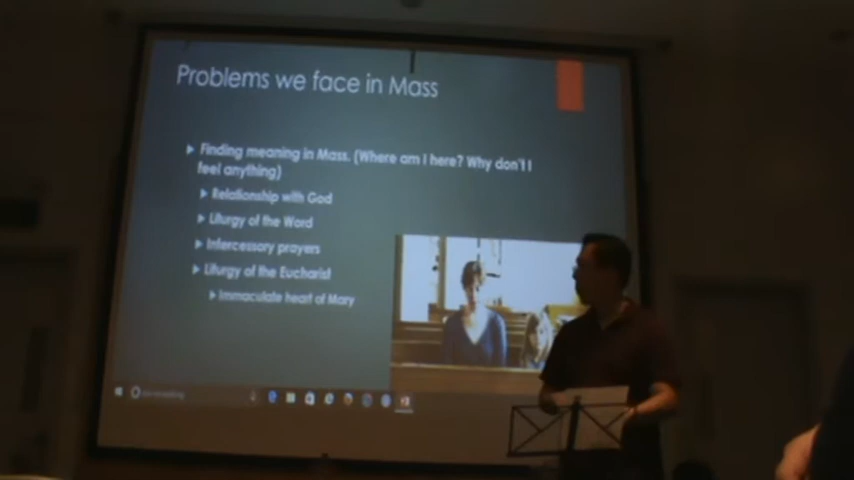 Problems we face in Mass
Finding meaning in Mass. (Where am I here? Why don't I
feel anything)
Relationship with God
Liturgy of the Word
Intercessory prayers
Liturgy of the Eucharist
Immaculate heart of Mary